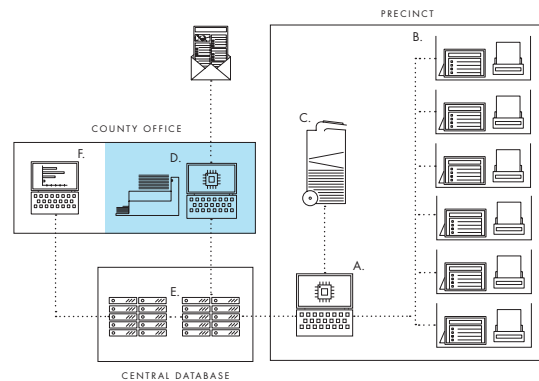 PRECINCT
B.
C.
COUNTY OFFICE
F.
D.
A.
E.
CENTRAL DATABASE